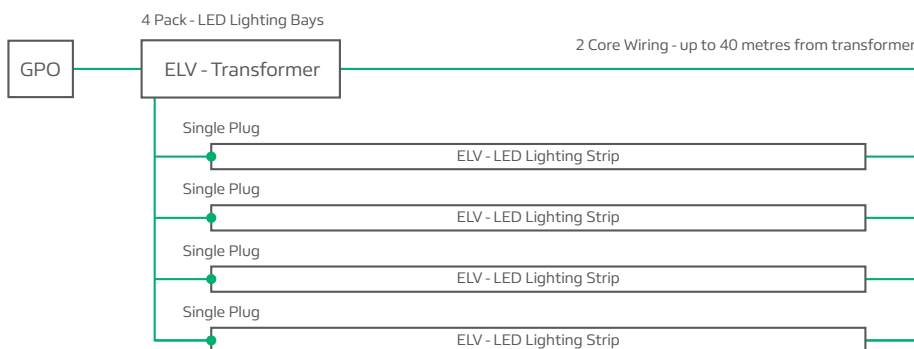 4 Pack - LED Lighting Bays
2 Core Wiring - up to 40 metres from transformer
GPO
ELV - Transformer
Single Plug
ELV - LED Lighting Strip
Single Plug
ELV - LED Lighting Strip
Single Plug
ELV - LED Lighting Strip
Single Plug
ELV - LED Lighting Strip